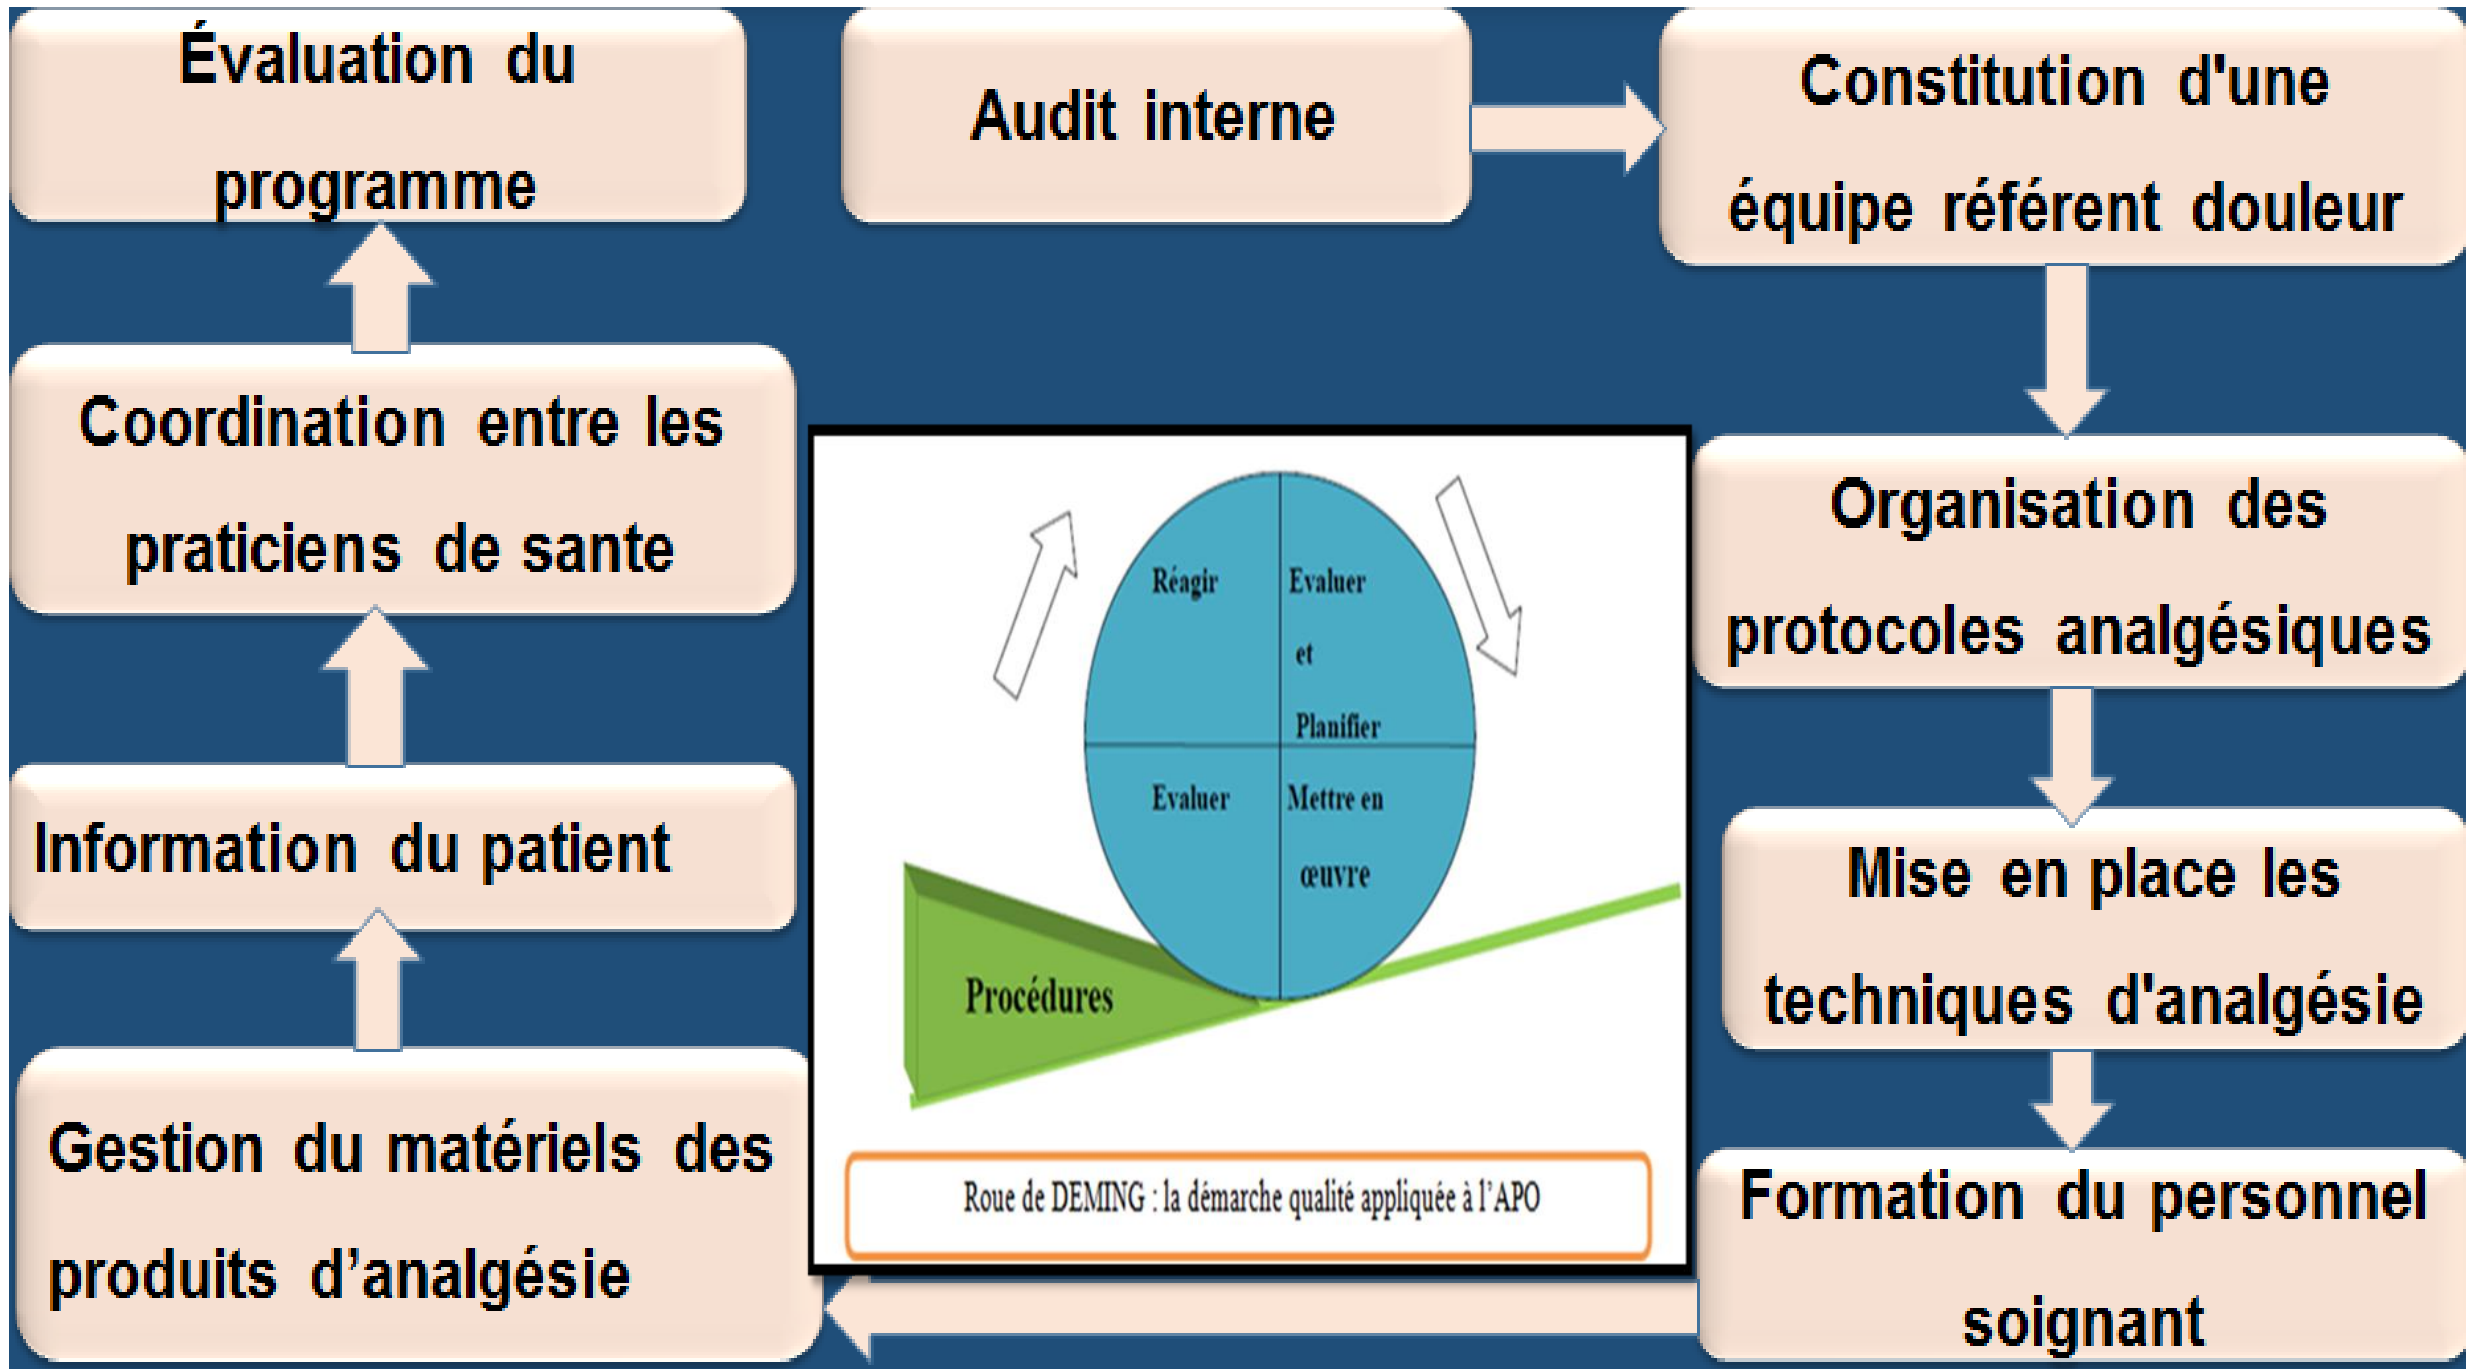 Évaluation du
programme
Audit interne
Constitution d'une
équipe référent douleur
Coordination entre les
praticiens de sante
Organisation des
protocoles analgésiques
Réagir
Evaluer
et
Planifier
Evaluer
Mettre en
œuvre
Procédures
Information du patient
Mise en place les
techniques d'analgésie
Gestion du matériels des
produits d’analgésie
Roue de DEMING : la démarche qualité appliquée à l’APO
Formation du personnel
soignant